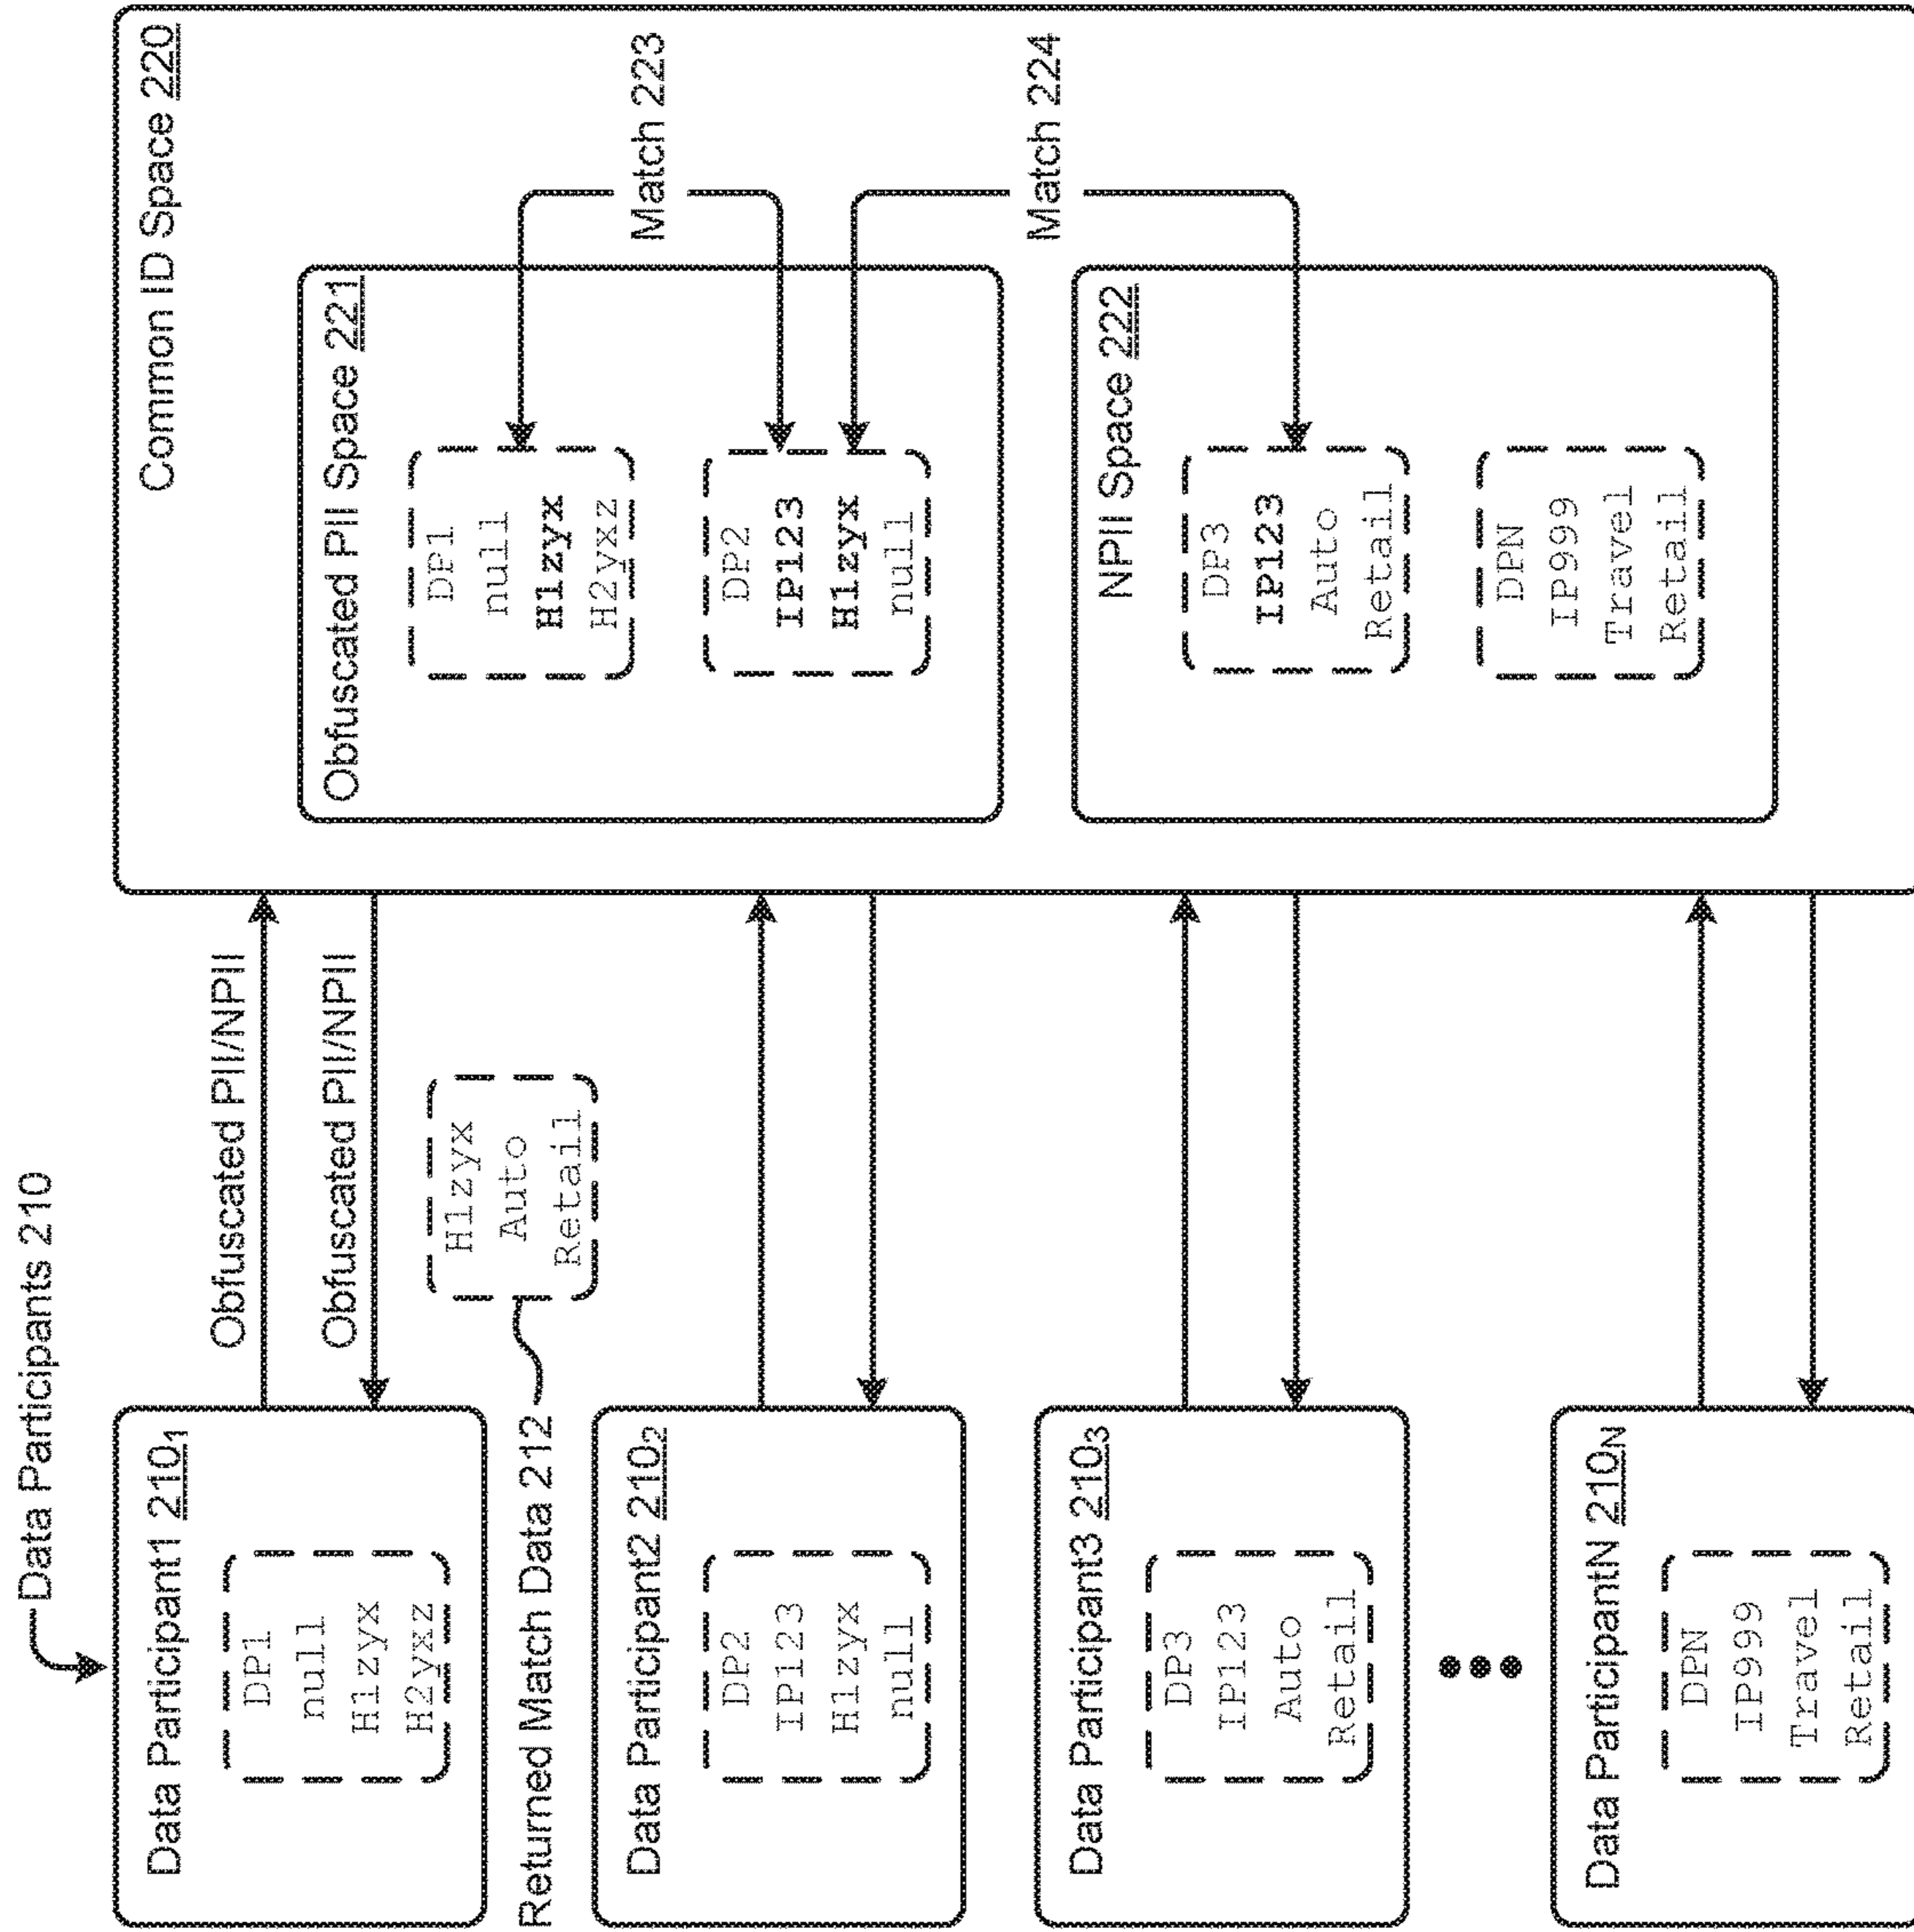 Data Participants 210
Data Participant1 210₁
DP1
null
H1zyx
H2yxz
Obfuscated PII/NPII
Obfuscated PII/NPII
Returned Match Data 212
H1zyx
Auto
Retail
Data Participant2 210₂
DP2
IP123
H1zyx
null
Data Participant3 210₃
DP3
IP123
Auto
Retail
Data ParticipantN 210N
DPN
IP999
Travel
Retail
Common ID Space 220
Obfuscated PII Space 221
DP1
null
H1zyx
H2yxz
DP2
IP123
H1zyx
null
Match 223
Match 224
NPII Space 222
DP3
IP123
Auto
Retail
DPN
IP999
Travel
Retail